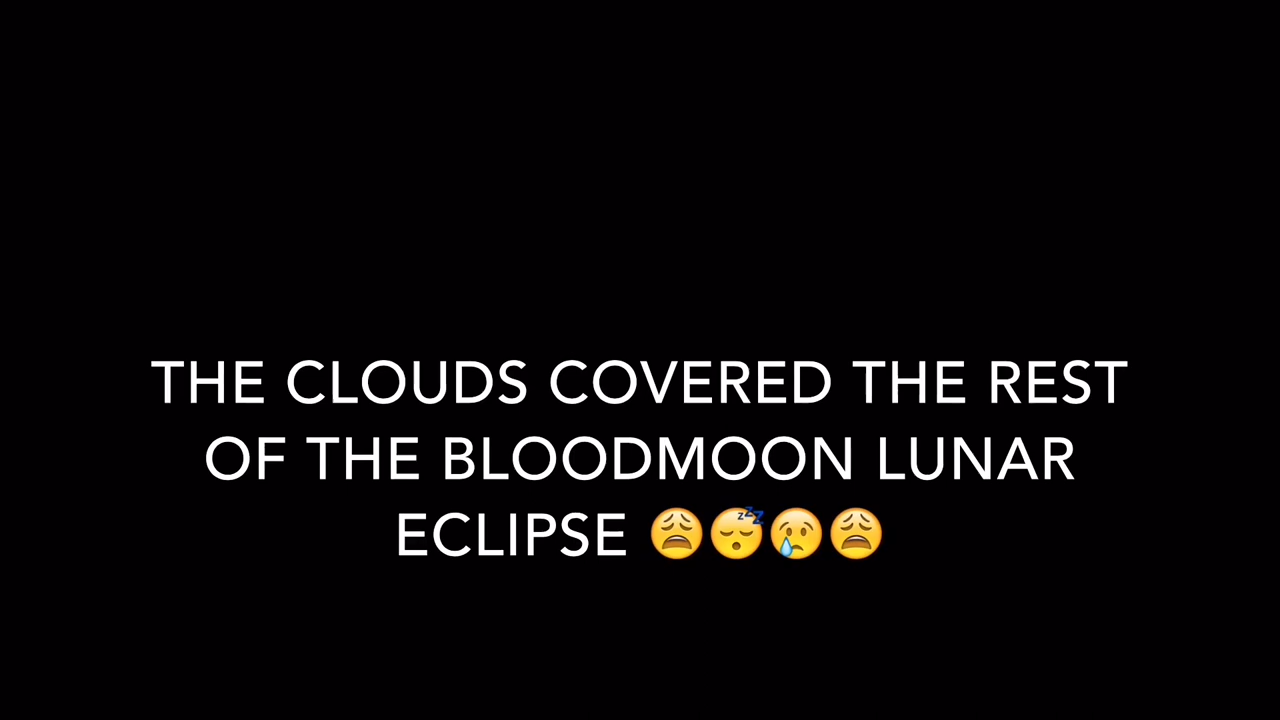 THE CLOUDS COVERED THE REST
OF THE BLOODMOON LUNAR
ECLIPSE 😩😴😢😩